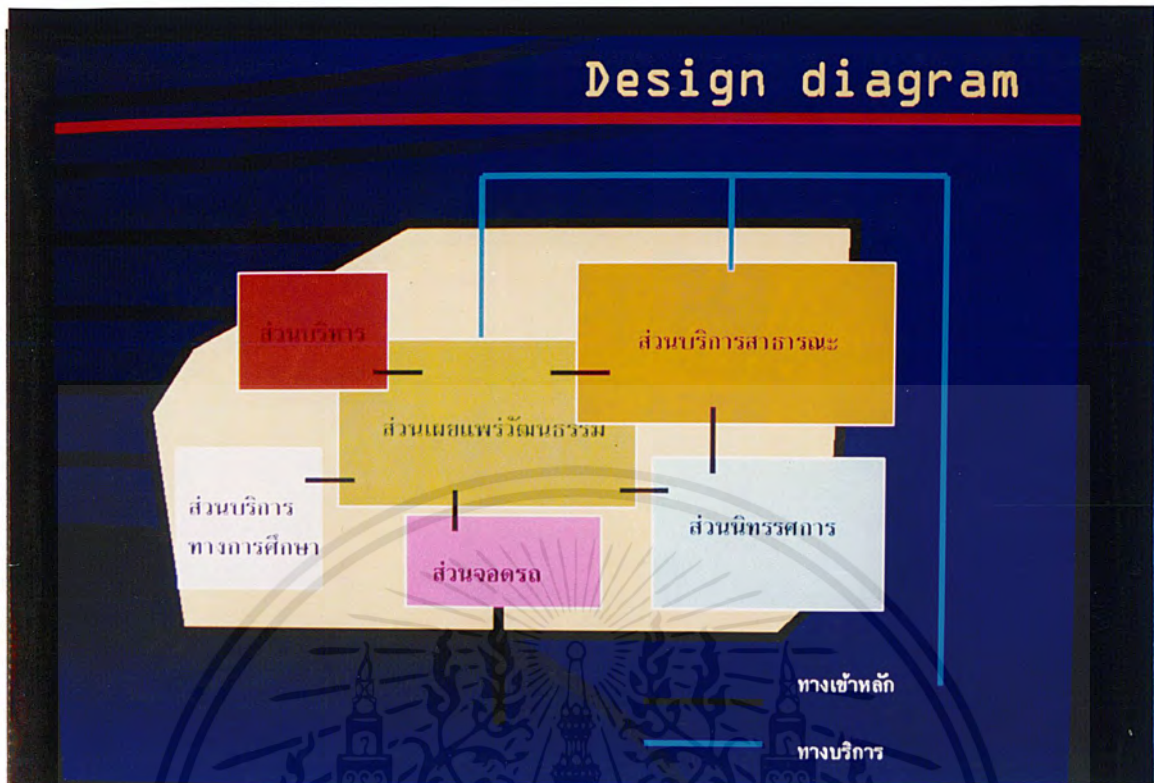 Design diagram
ส่วนบริหาร
ส่วนบริการสาธารณะ
ส่วนเผยแพร่วัฒนธรรม
ส่วนบริการ
ทางการศึกษา
ส่วนนิทรรศการ
ส่วนจอดรถ
ทางเข้าหลัก
ทางบริการ